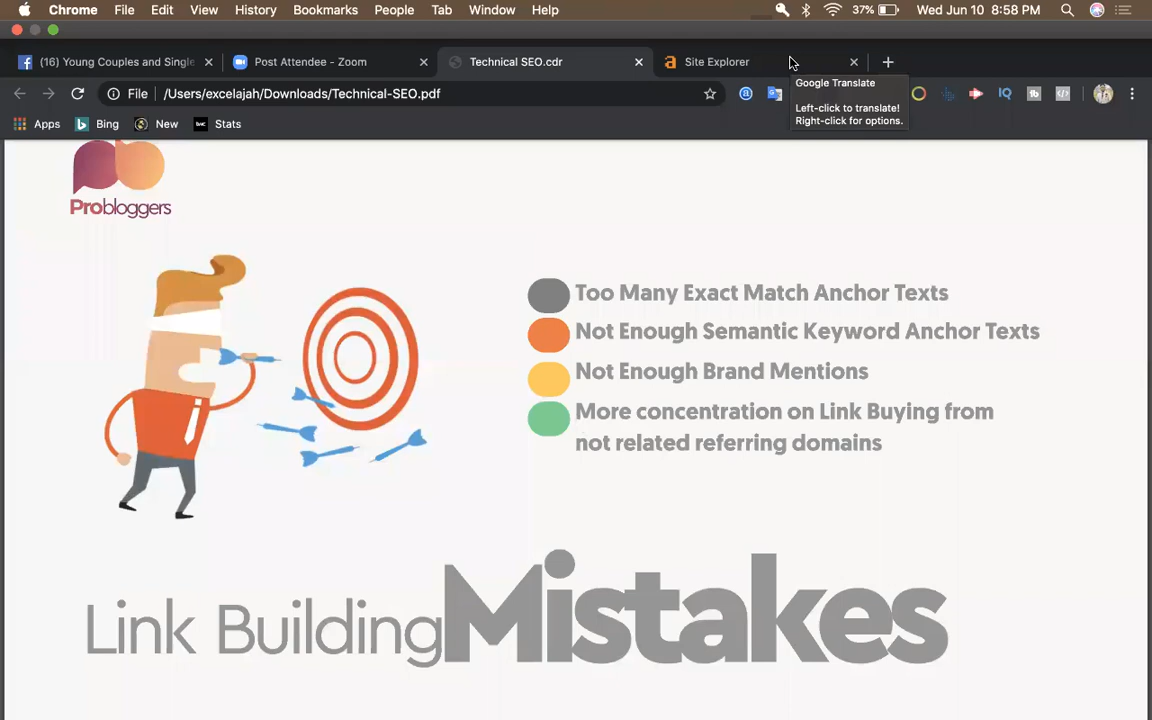 Chrome File Edit View History Bookmarks People Tab Window Help 37% Wed Jun 10 8:58 PM
(16) Young Couples and Single Post Attendee - Zoom Technical SEO.cdr Site Explorer
File /Users/excelajah/Downloads/Technical-SEO.pdf
Google Translate
Left-click to translate!
Right-click for options.
Apps Bing New Stats
Probloggers
Too Many Exact Match Anchor Texts
Not Enough Semantic Keyword Anchor Texts
Not Enough Brand Mentions
More concentration on Link Buying from
not related referring domains
Link Building Mistakes